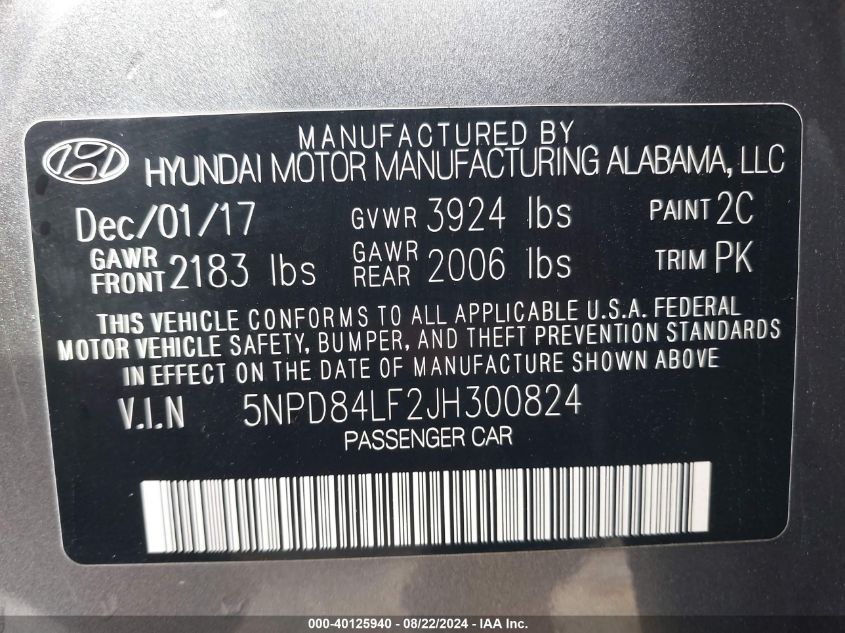 MANUFACTURED BY
HYUNDAI MOTOR MANUFACTURING ALABAMA, LLC
Dec/01/17 GVWR 3924 lbs PAINT 2C
GAWR FRONT 2183 lbs GAWR REAR 2006 lbs TRIM PK
THIS VEHICLE CONFORMS TO ALL APPLICABLE U.S.A. FEDERAL
MOTOR VEHICLE SAFETY, BUMPER, AND THEFT PREVENTION STANDARDS
IN EFFECT ON THE DATE OF MANUFACTURE SHOWN ABOVE
V.I.N 5NPD84LF2JH300824
PASSENGER CAR
000-40125940 - 08/22/2024 - IAA Inc.